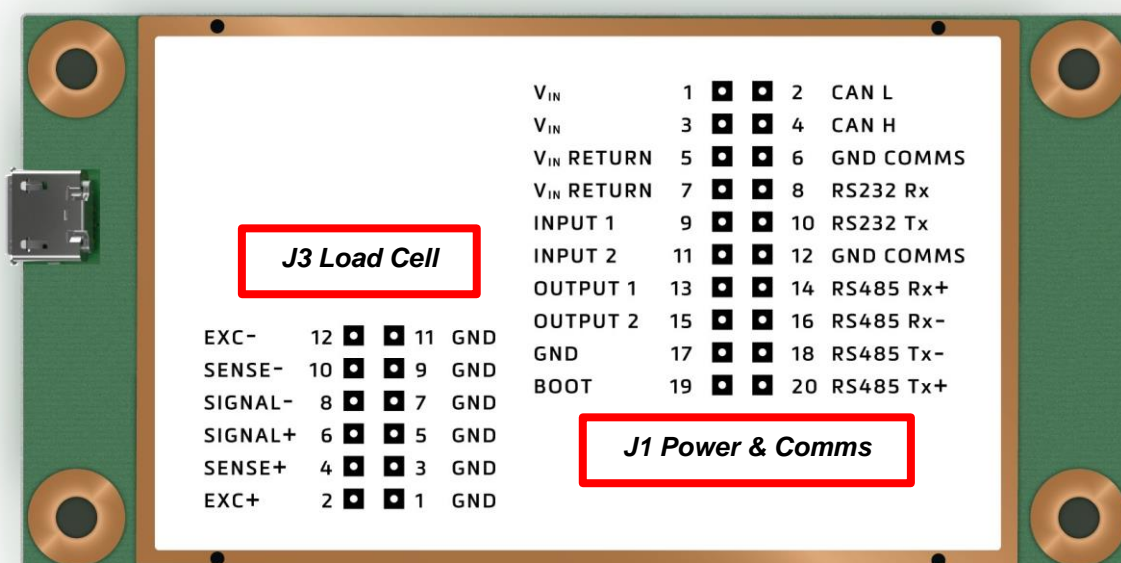 V_IN 1 2 CAN L
V_IN 3 4 CAN H
V_IN RETURN 5 6 GND COMMS
V_IN RETURN 7 8 RS232 Rx
INPUT 1 9 10 RS232 Tx
INPUT 2 11 12 GND COMMS
OUTPUT 1 13 14 RS485 Rx+
OUTPUT 2 15 16 RS485 Rx-
GND 17 18 RS485 Tx-
BOOT 19 20 RS485 Tx+
J1 Power & Comms
J3 Load Cell
EXC- 12 11 GND
SENSE- 10 9 GND
SIGNAL- 8 7 GND
SIGNAL+ 6 5 GND
SENSE+ 4 3 GND
EXC+ 2 1 GND